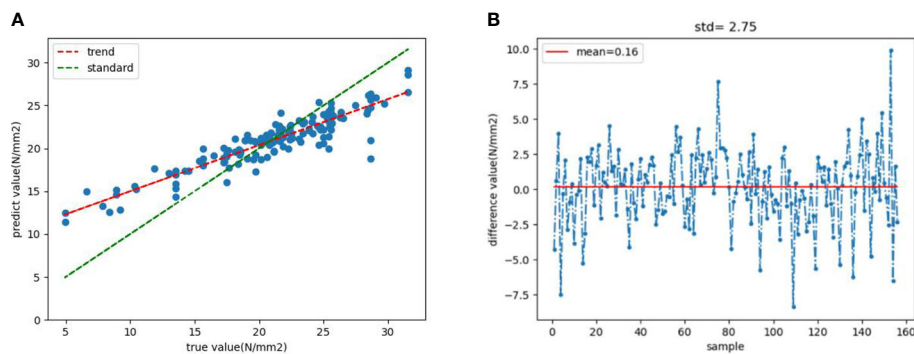 A
trend
standard
30
25
20
15
10
5
0
predict value(N/mm2)
5 10 15 20 25 30
true value(N/mm2)
B
std= 2.75
mean=0.16
10.0
7.5
5.0
2.5
0.0
−2.5
−5.0
−7.5
difference value(N/mm2)
0 20 40 60 80 100 120 140 160
sample